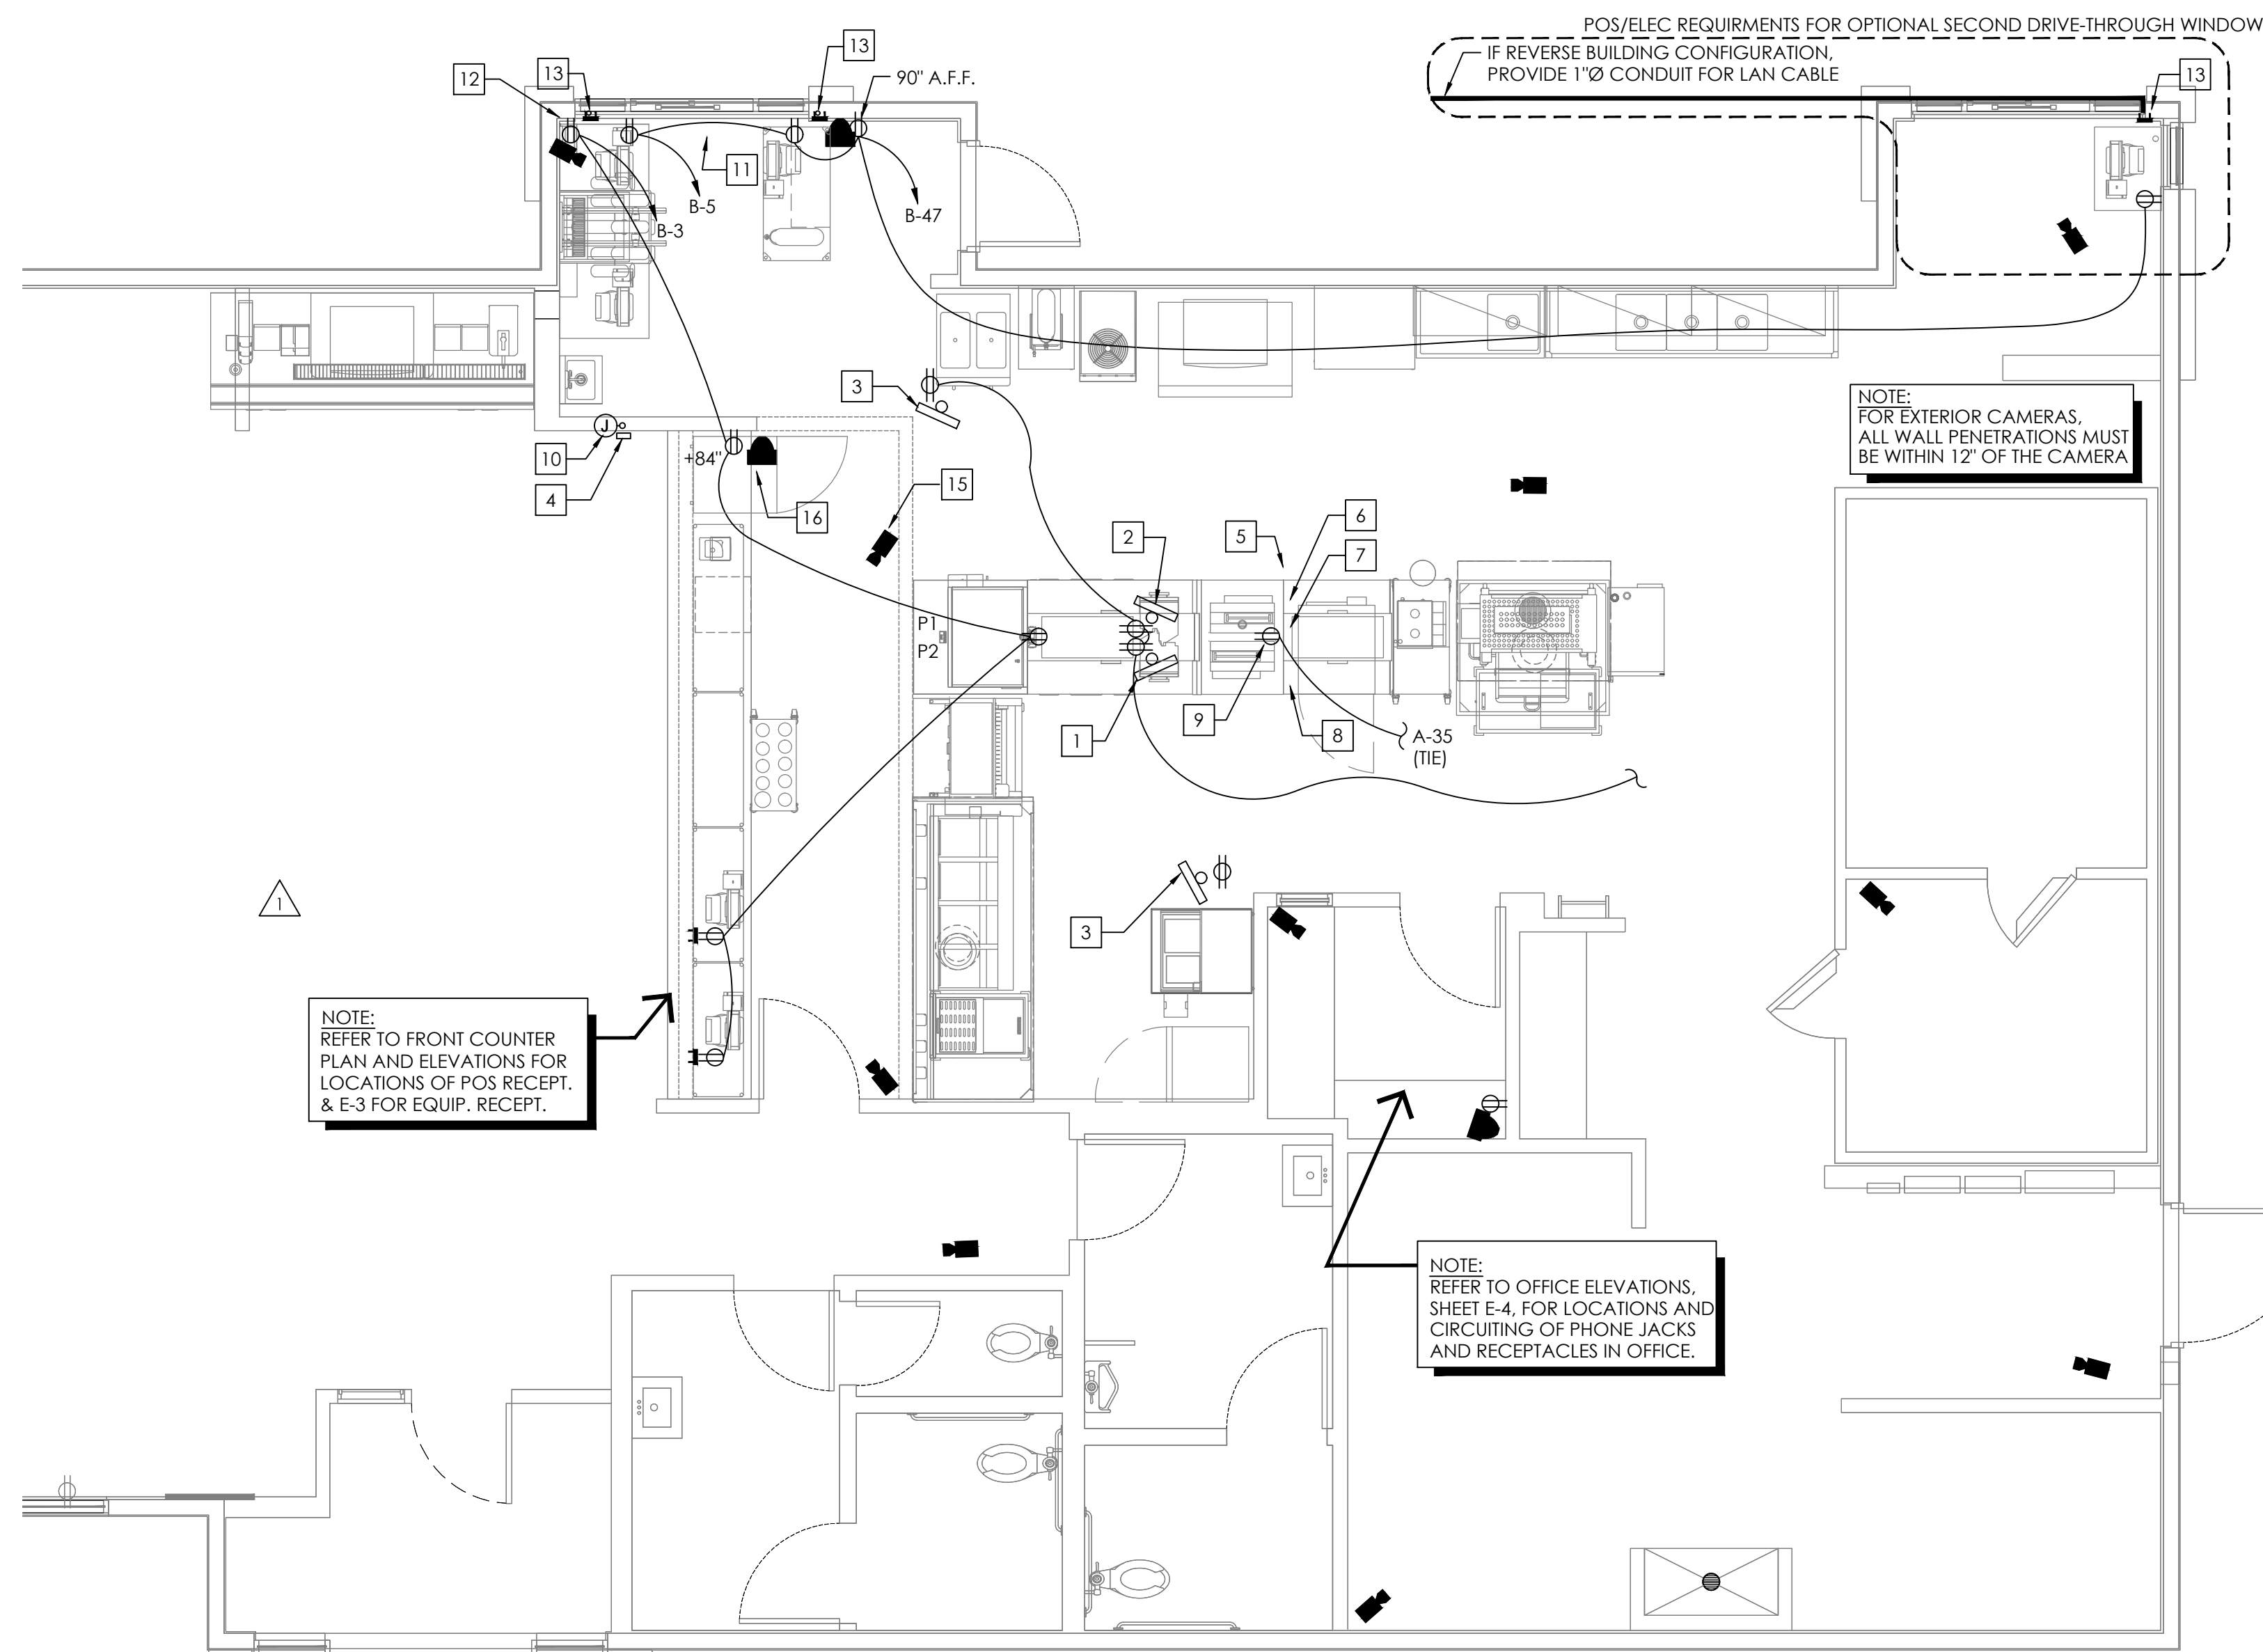 POS/ELEC REQUIRMENTS FOR OPTIONAL SECOND DRIVE-THROUGH WINDOW
IF REVERSE BUILDING CONFIGURATION,
PROVIDE 1"Ø CONDUIT FOR LAN CABLE
13
13
12
13
90" A.F.F.
11
B-5
B-3
B-47
3
NOTE:
FOR EXTERIOR CAMERAS,
ALL WALL PENETRATIONS MUST
BE WITHIN 12" OF THE CAMERA
J
10
4
+84"
15
16
2
5
6
7
P1
P2
9
1
8
A-35
(TIE)
1
3
NOTE:
REFER TO FRONT COUNTER
PLAN AND ELEVATIONS FOR
LOCATIONS OF POS RECEPT.
& E-3 FOR EQUIP. RECEPT.
NOTE:
REFER TO OFFICE ELEVATIONS,
SHEET E-4, FOR LOCATIONS AND
CIRCUITING OF PHONE JACKS
AND RECEPTACLES IN OFFICE.